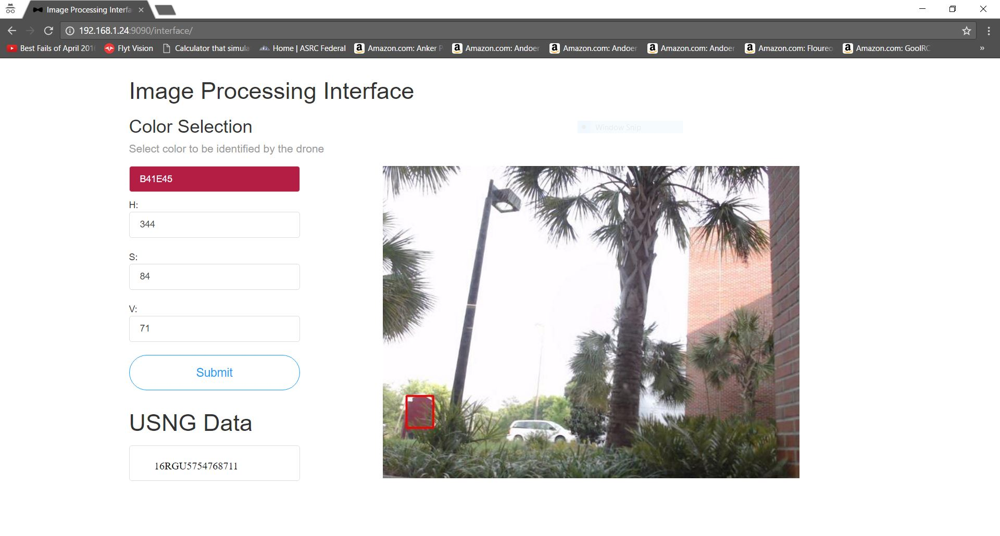 Image Processing Interfa
192.168.1.24:9090/interface/
Best Fails of April 2016 Flyt Vision Calculator that simula Home | ASRC Federal Amazon.com: Anker P Amazon.com: Andoer Amazon.com: Andoer Amazon.com: Andoer Amazon.com: Floureo Amazon.com: GoolRC »
Image Processing Interface
Color Selection
Window Snip
Select color to be identified by the drone
B41E45
H:
344
S:
84
V:
71
Submit
USNG Data
16RGU5754768711